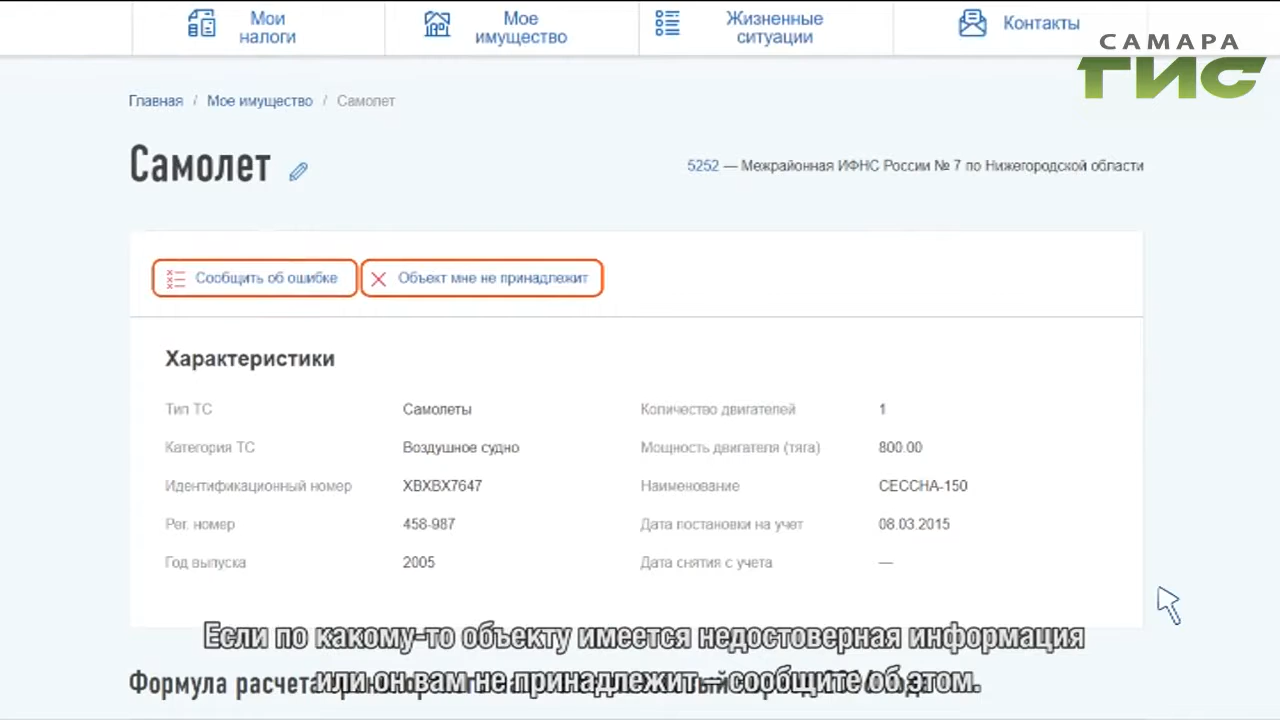 Мои
налоги
Мое
имущество
Жизненные
ситуации
Контакты
САМАРА
ГИС
Главная / Мое имущество / Самолет
Самолет
5252 — Межрайонная ИФНС России № 7 по Нижегородской области
Сообщить об ошибке
Объект мне не принадлежит
Характеристики
Тип ТС Самолеты Количество двигателей 1
Категория ТС Воздушное судно Мощность двигателя (тяга) 800.00
Идентификационный номер XBXBX7647 Наименование СЕССНА-150
Рег. номер 458-987 Дата постановки на учет 08.03.2015
Год выпуска 2005 Дата снятия с учета —
Если по какому-то объекту имеется недостоверная информация
или он вам не принадлежит – сообщите об этом.
Формула расчета